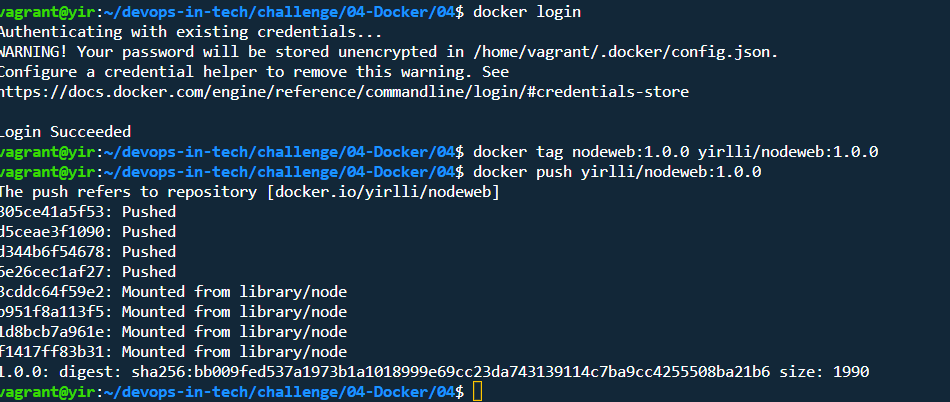 vagrant@yir:~/devops-in-tech/challenge/04-Docker/04$ docker login
Authenticating with existing credentials...
WARNING! Your password will be stored unencrypted in /home/vagrant/.docker/config.json.
Configure a credential helper to remove this warning. See
https://docs.docker.com/engine/reference/commandline/login/#credentials-store
Login Succeeded
vagrant@yir:~/devops-in-tech/challenge/04-Docker/04$ docker tag nodeweb:1.0.0 yirlli/nodeweb:1.0.0
vagrant@yir:~/devops-in-tech/challenge/04-Docker/04$ docker push yirlli/nodeweb:1.0.0
The push refers to repository [docker.io/yirlli/nodeweb]
305ce41a5f53: Pushed
d5ceae3f1090: Pushed
d344b6f54678: Pushed
6e26cec1af27: Pushed
3cddc64f59e2: Mounted from library/node
b951f8a113f5: Mounted from library/node
1d8bcb7a961e: Mounted from library/node
f1417ff83b31: Mounted from library/node
1.0.0: digest: sha256:bb009fed537a1973b1a1018999e69cc23da743139114c7ba9cc4255508ba21b6 size: 1990
vagrant@yir:~/devops-in-tech/challenge/04-Docker/04$